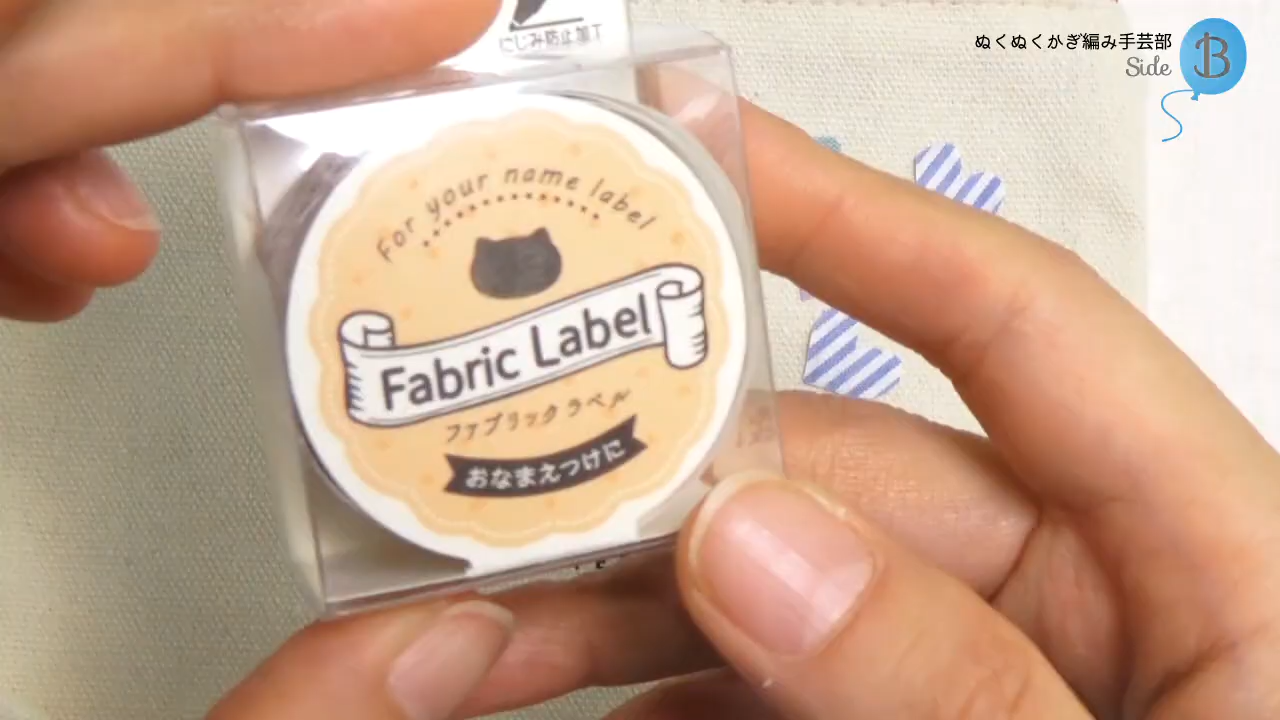 にじみ防止加工
ぬくぬくかぎ編み手芸部
Side B
For your name label
Fabric Label
ファブリックラベル
おなまえつけに